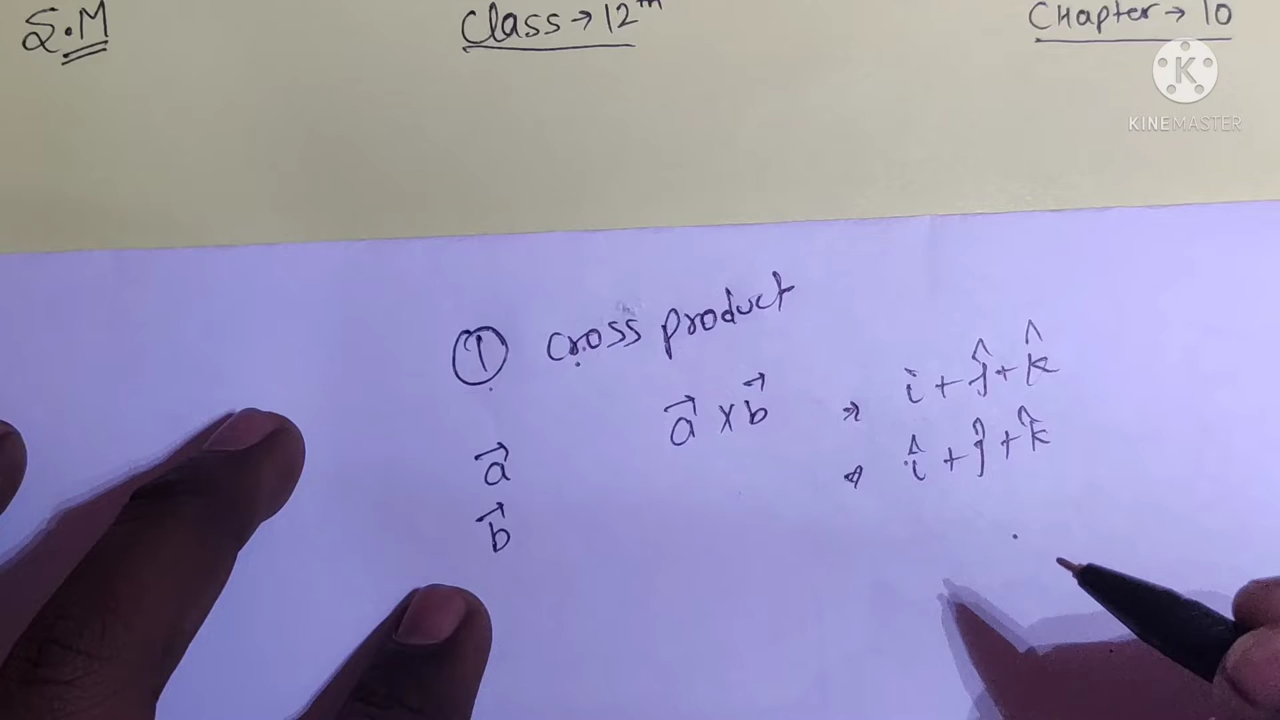 S.M Class → 12th Chapter → 10
KINEMASTER
① cross product
a⃗ × b⃗ ⇒ i + ĵ + k̂
a⃗ ⇒ î + ĵ + k̂
b⃗